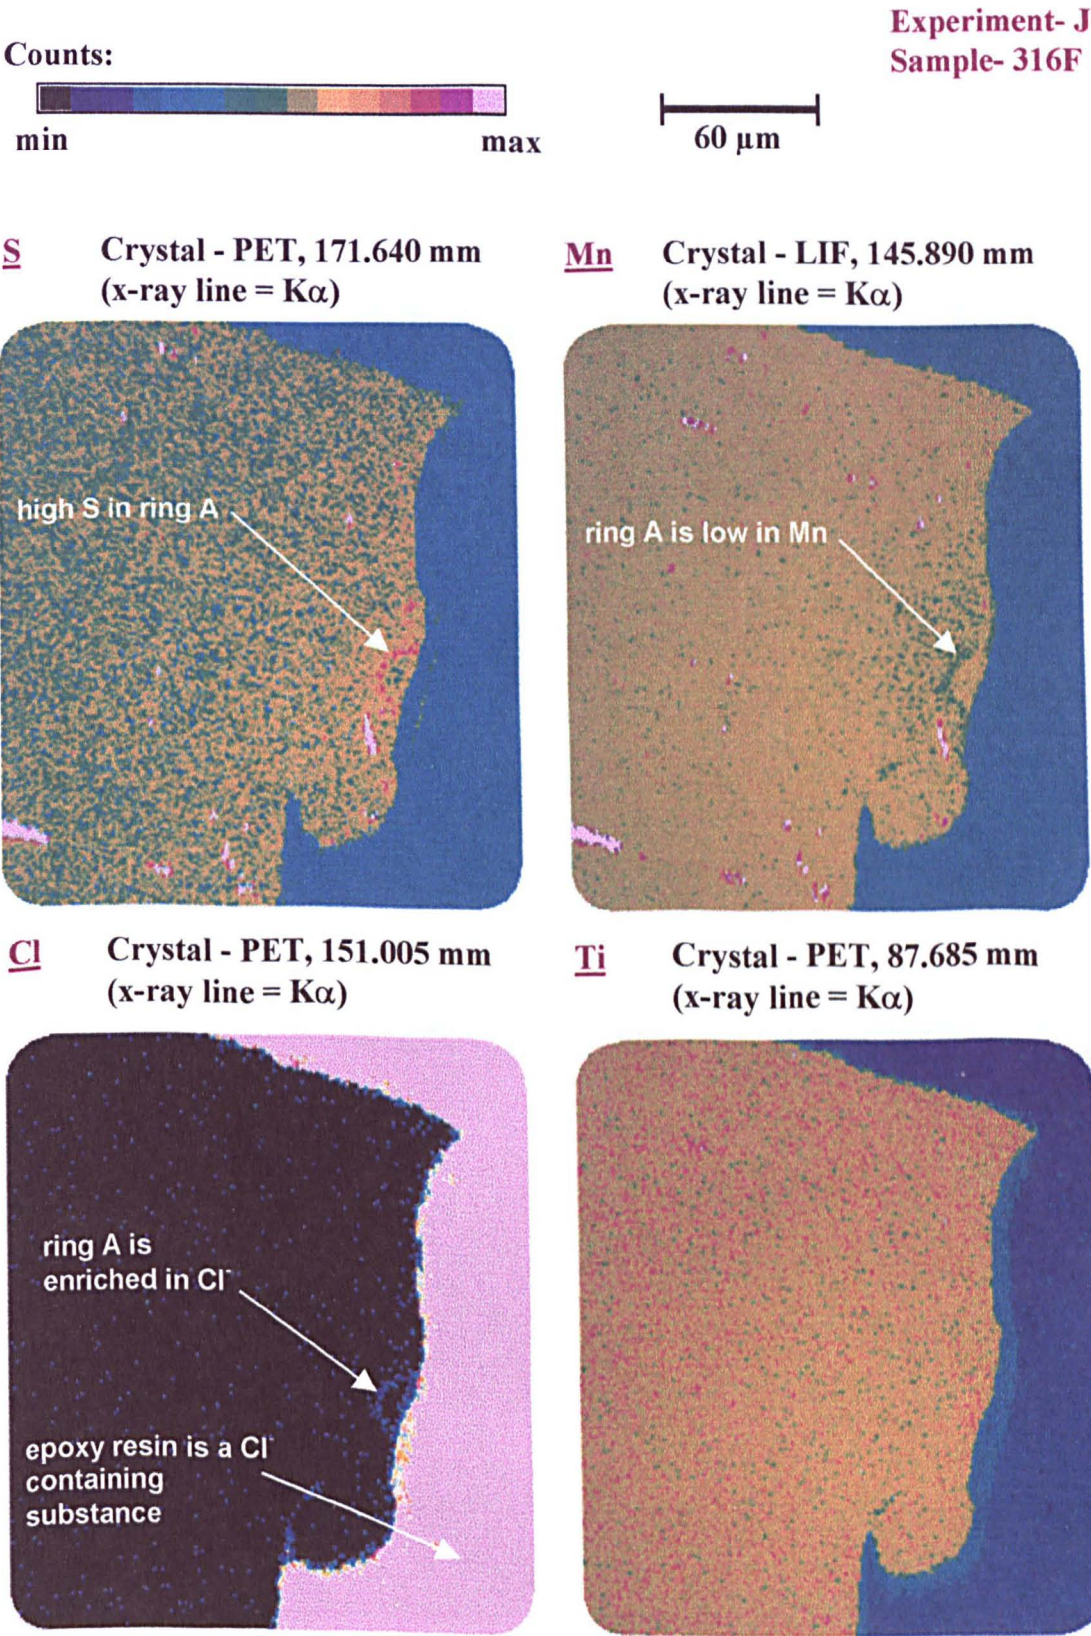 Experiment- J
Sample- 316F
Counts:
min
max
60 µm
S
Crystal - PET, 171.640 mm
(x-ray line = Kα)
Mn
Crystal - LIF, 145.890 mm
(x-ray line = Kα)
high S in ring A
ring A is low in Mn
Cl
Crystal - PET, 151.005 mm
(x-ray line = Kα)
Ti
Crystal - PET, 87.685 mm
(x-ray line = Kα)
ring A is
enriched in Cl⁻
epoxy resin is a Cl⁻
containing
substance